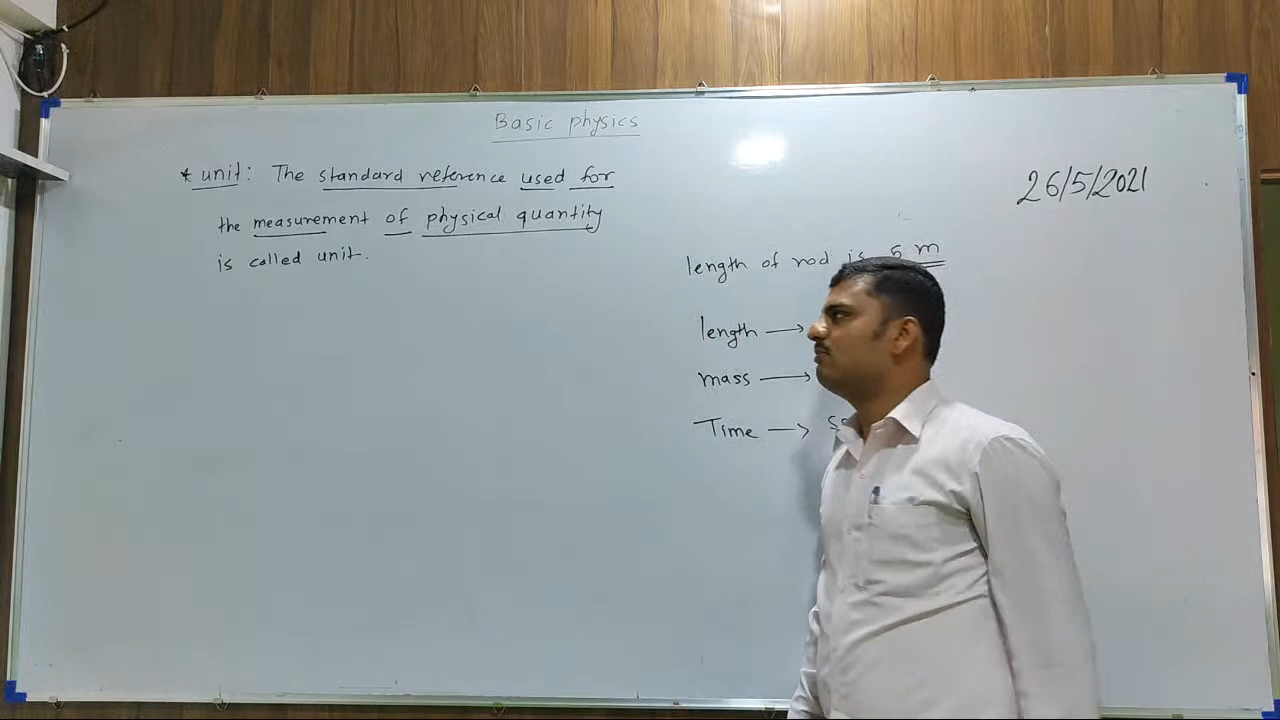 Basic physics
* unit: The standard reference used for
the measurement of physical quantity
is called unit.
26/5/2021
length of rod is 5 m
length →
mass →
Time →